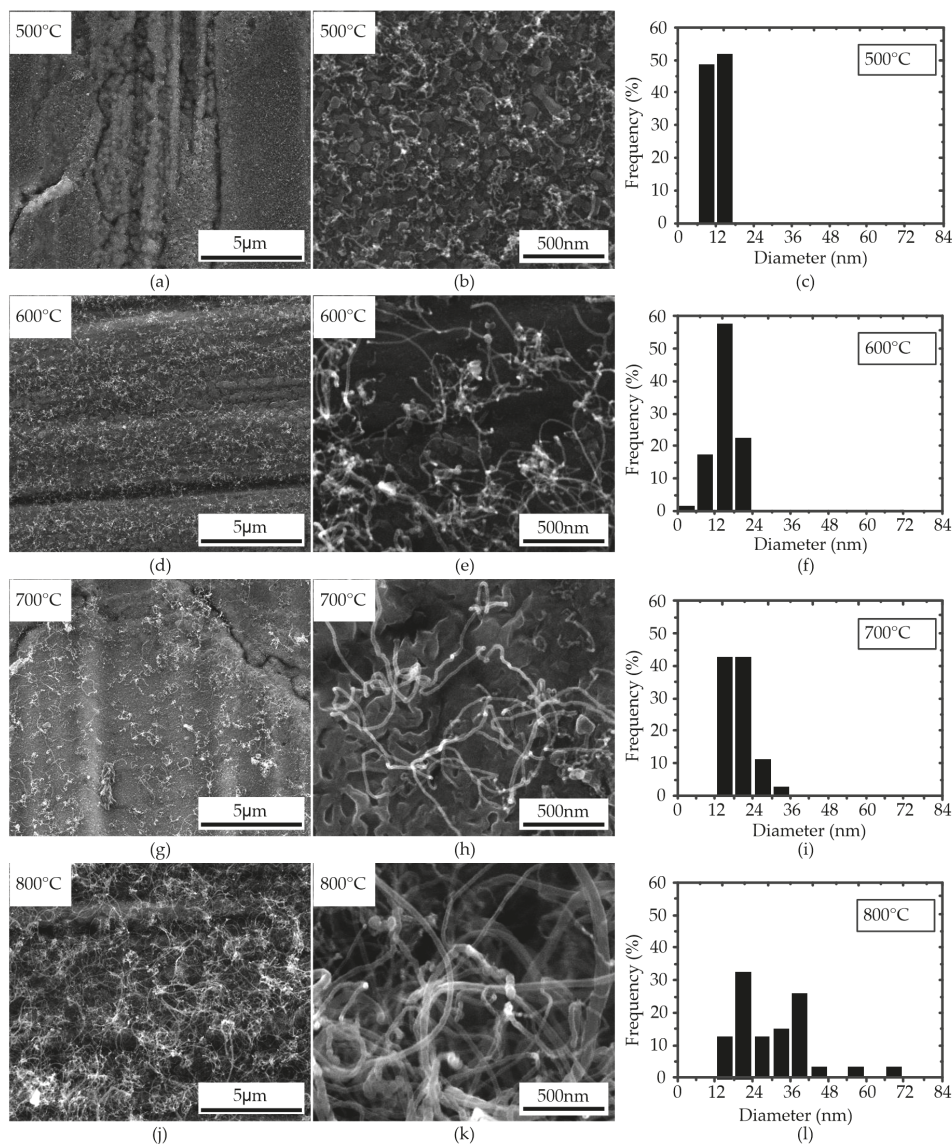 500°C
5μm
(a)
500°C
500nm
(b)
60
50
40
30
20
10
0
Frequency (%)
500°C
0 12 24 36 48 60 72 84
Diameter (nm)
(c)
600°C
5μm
(d)
600°C
500nm
(e)
60
50
40
30
20
10
0
Frequency (%)
600°C
0 12 24 36 48 60 72 84
Diameter (nm)
(f)
700°C
5μm
(g)
700°C
500nm
(h)
60
50
40
30
20
10
0
Frequency (%)
700°C
0 12 24 36 48 60 72 84
Diameter (nm)
(i)
800°C
5μm
(j)
800°C
500nm
(k)
60
50
40
30
20
10
0
Frequency (%)
800°C
0 12 24 36 48 60 72 84
Diameter (nm)
(l)